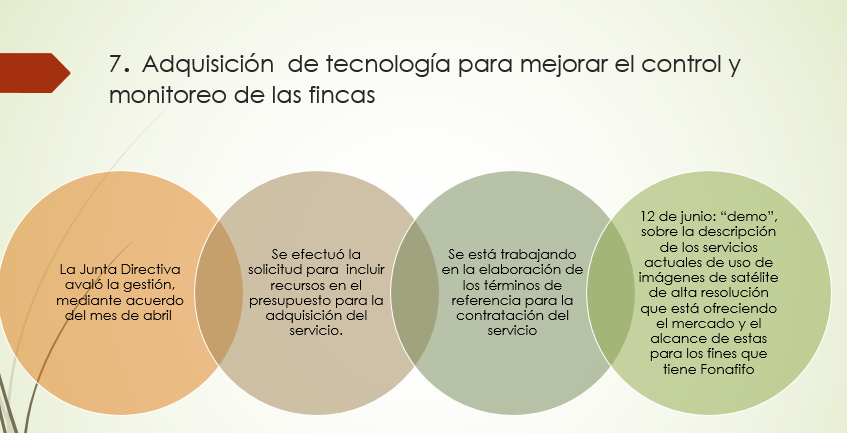 7. Adquisición  de tecnología para mejorar el control y
monitoreo de las fincas
La Junta Directiva
avaló la gestión,
mediante acuerdo
del mes de abril
Se efectuó la
solicitud para  incluir
recursos en el
presupuesto para la
adquisición del
servicio.
Se está trabajando
en la elaboración de
los términos de
referencia para la
contratación del
servicio
12 de junio: “demo”,
sobre la descripción
de los servicios
actuales de uso de
imágenes de satélite
de alta resolución
que está ofreciendo
el mercado y el
alcance de estas
para los fines que
tiene Fonafifo